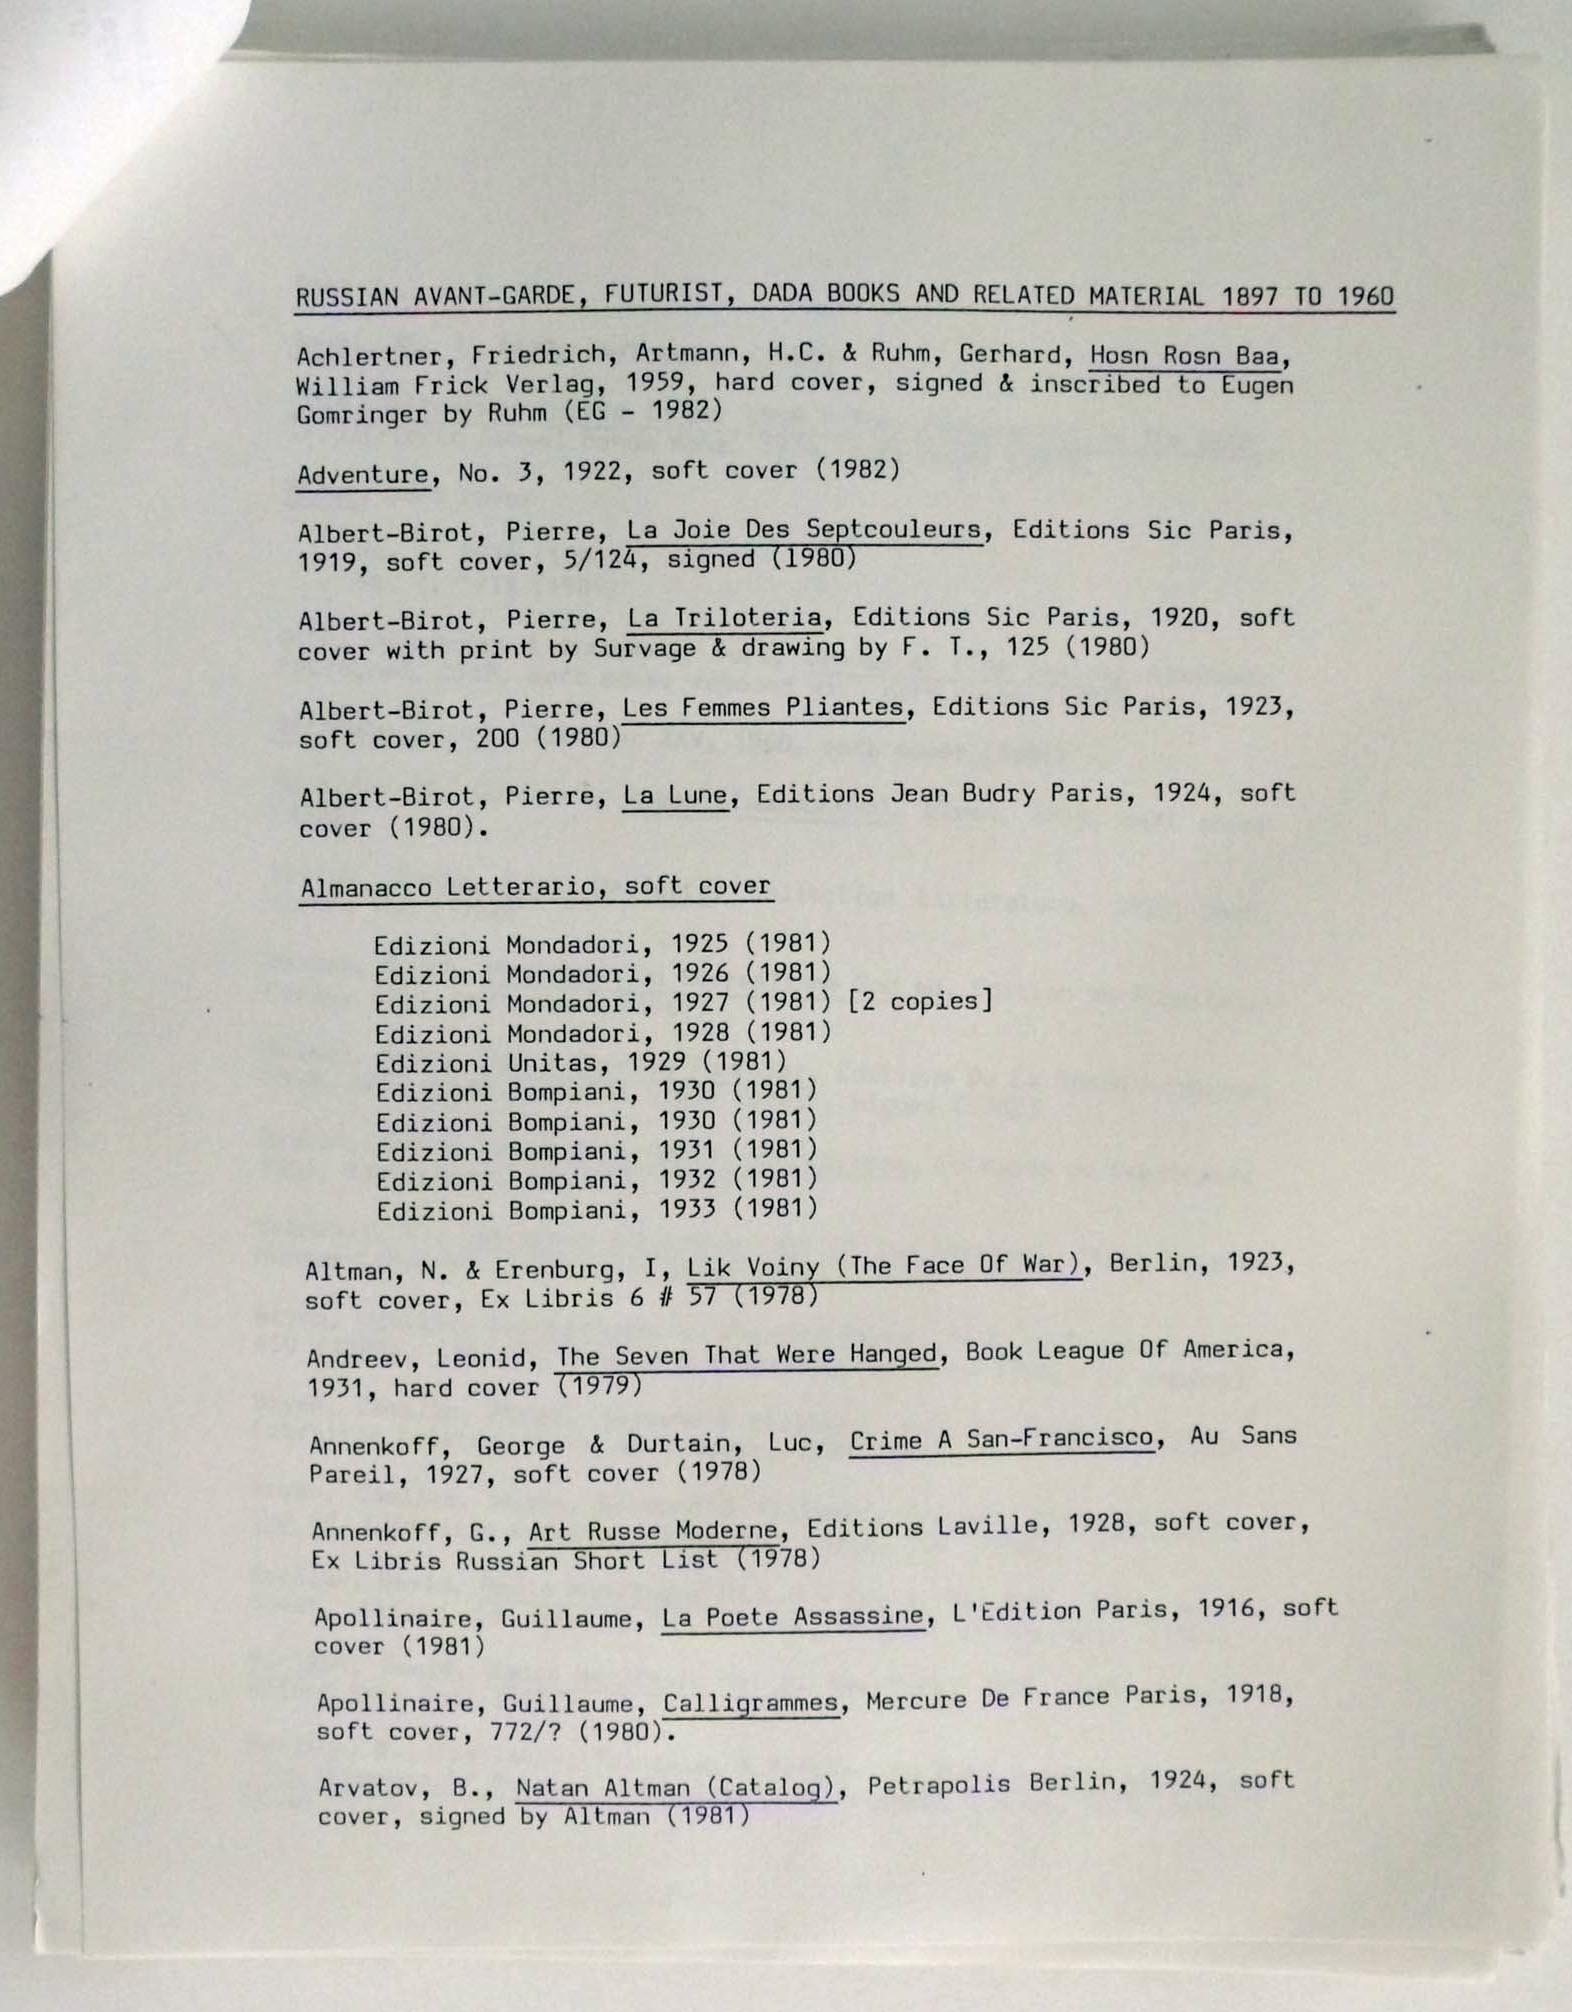 RUSSIAN AVANT-GARDE, FUTURIST, DADA BOOKS AND RELATED MATERIAL 1897 TO 1960
Achlertner, Friedrich, Artmann, H.C. & Ruhm, Gerhard, Hosn Rosn Baa,
William Frick Verlag, 1959, hard cover, signed & inscribed to Eugen
Gomringer by Ruhm (EG - 1982)
Adventure, No. 3, 1922, soft cover (1982)
Albert-Birot, Pierre, La Joie Des Septcouleurs, Editions Sic Paris,
1919, soft cover, 5/124, signed (1980)
Albert-Birot, Pierre, La Triloteria, Editions Sic Paris, 1920, soft
cover with print by Survage & drawing by F. T., 125 (1980)
Albert-Birot, Pierre, Les Femmes Pliantes, Editions Sic Paris, 1923,
soft cover, 200 (1980)
Albert-Birot, Pierre, La Lune, Editions Jean Budry Paris, 1924, soft
cover (1980).
Almanacco Letterario, soft cover
Edizioni Mondadori, 1925 (1981)
Edizioni Mondadori, 1926 (1981)
Edizioni Mondadori, 1927 (1981) [2 copies]
Edizioni Mondadori, 1928 (1981)
Edizioni Unitas, 1929 (1981)
Edizioni Bompiani, 1930 (1981)
Edizioni Bompiani, 1930 (1981)
Edizioni Bompiani, 1931 (1981)
Edizioni Bompiani, 1932 (1981)
Edizioni Bompiani, 1933 (1981)
Altman, N. & Erenburg, I, Lik Voiny (The Face Of War), Berlin, 1923,
soft cover, Ex Libris 6 # 57 (1978)
Andreev, Leonid, The Seven That Were Hanged, Book League Of America,
1931, hard cover (1979)
Annenkoff, George & Durtain, Luc, Crime A San-Francisco, Au Sans
Pareil, 1927, soft cover (1978)
Annenkoff, G., Art Russe Moderne, Editions Laville, 1928, soft cover,
Ex Libris Russian Short List (1978)
Apollinaire, Guillaume, La Poete Assassine, L'Edition Paris, 1916, soft
cover (1981)
Apollinaire, Guillaume, Calligrammes, Mercure De France Paris, 1918,
soft cover, 772/? (1980).
Arvatov, B., Natan Altman (Catalog), Petrapolis Berlin, 1924, soft
cover, signed by Altman (1981)